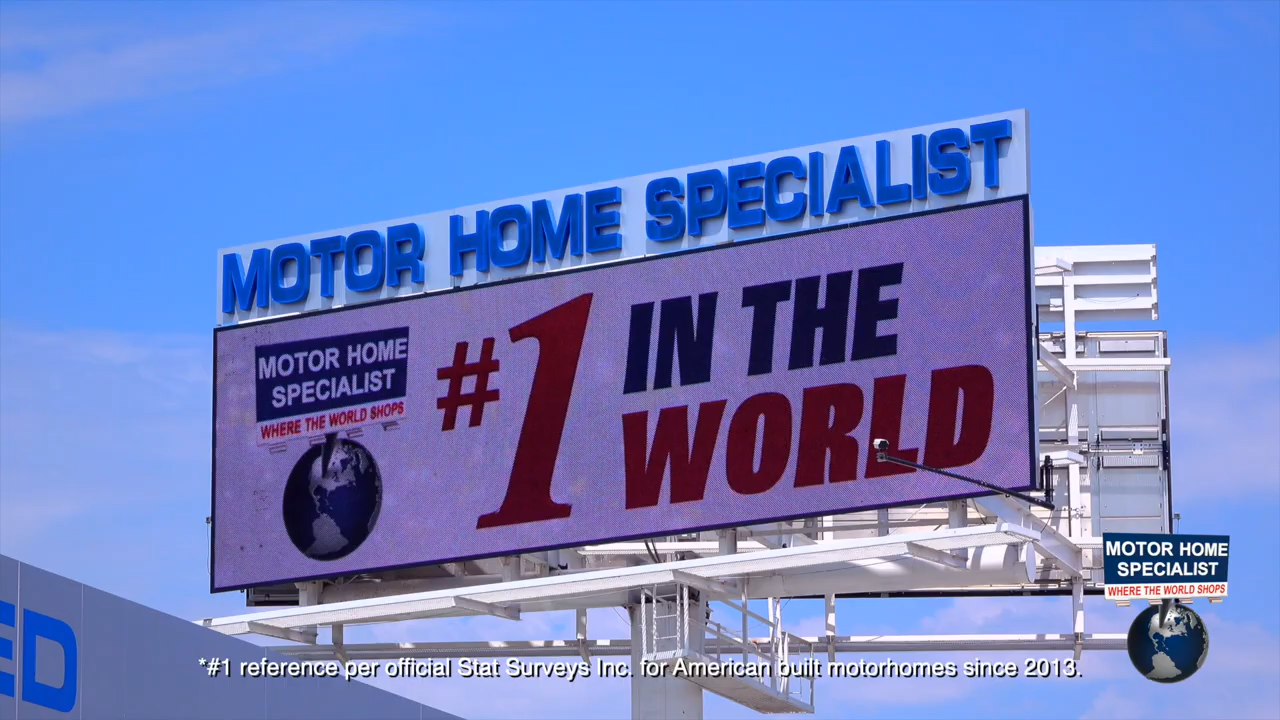 MOTOR HOME SPECIALIST
MOTOR HOME
SPECIALIST
WHERE THE WORLD SHOPS
#1 IN THE
WORLD
ED
MOTOR HOME
SPECIALIST
WHERE THE WORLD SHOPS
*#1 reference per official Stat Surveys Inc. for American built motorhomes since 2013.